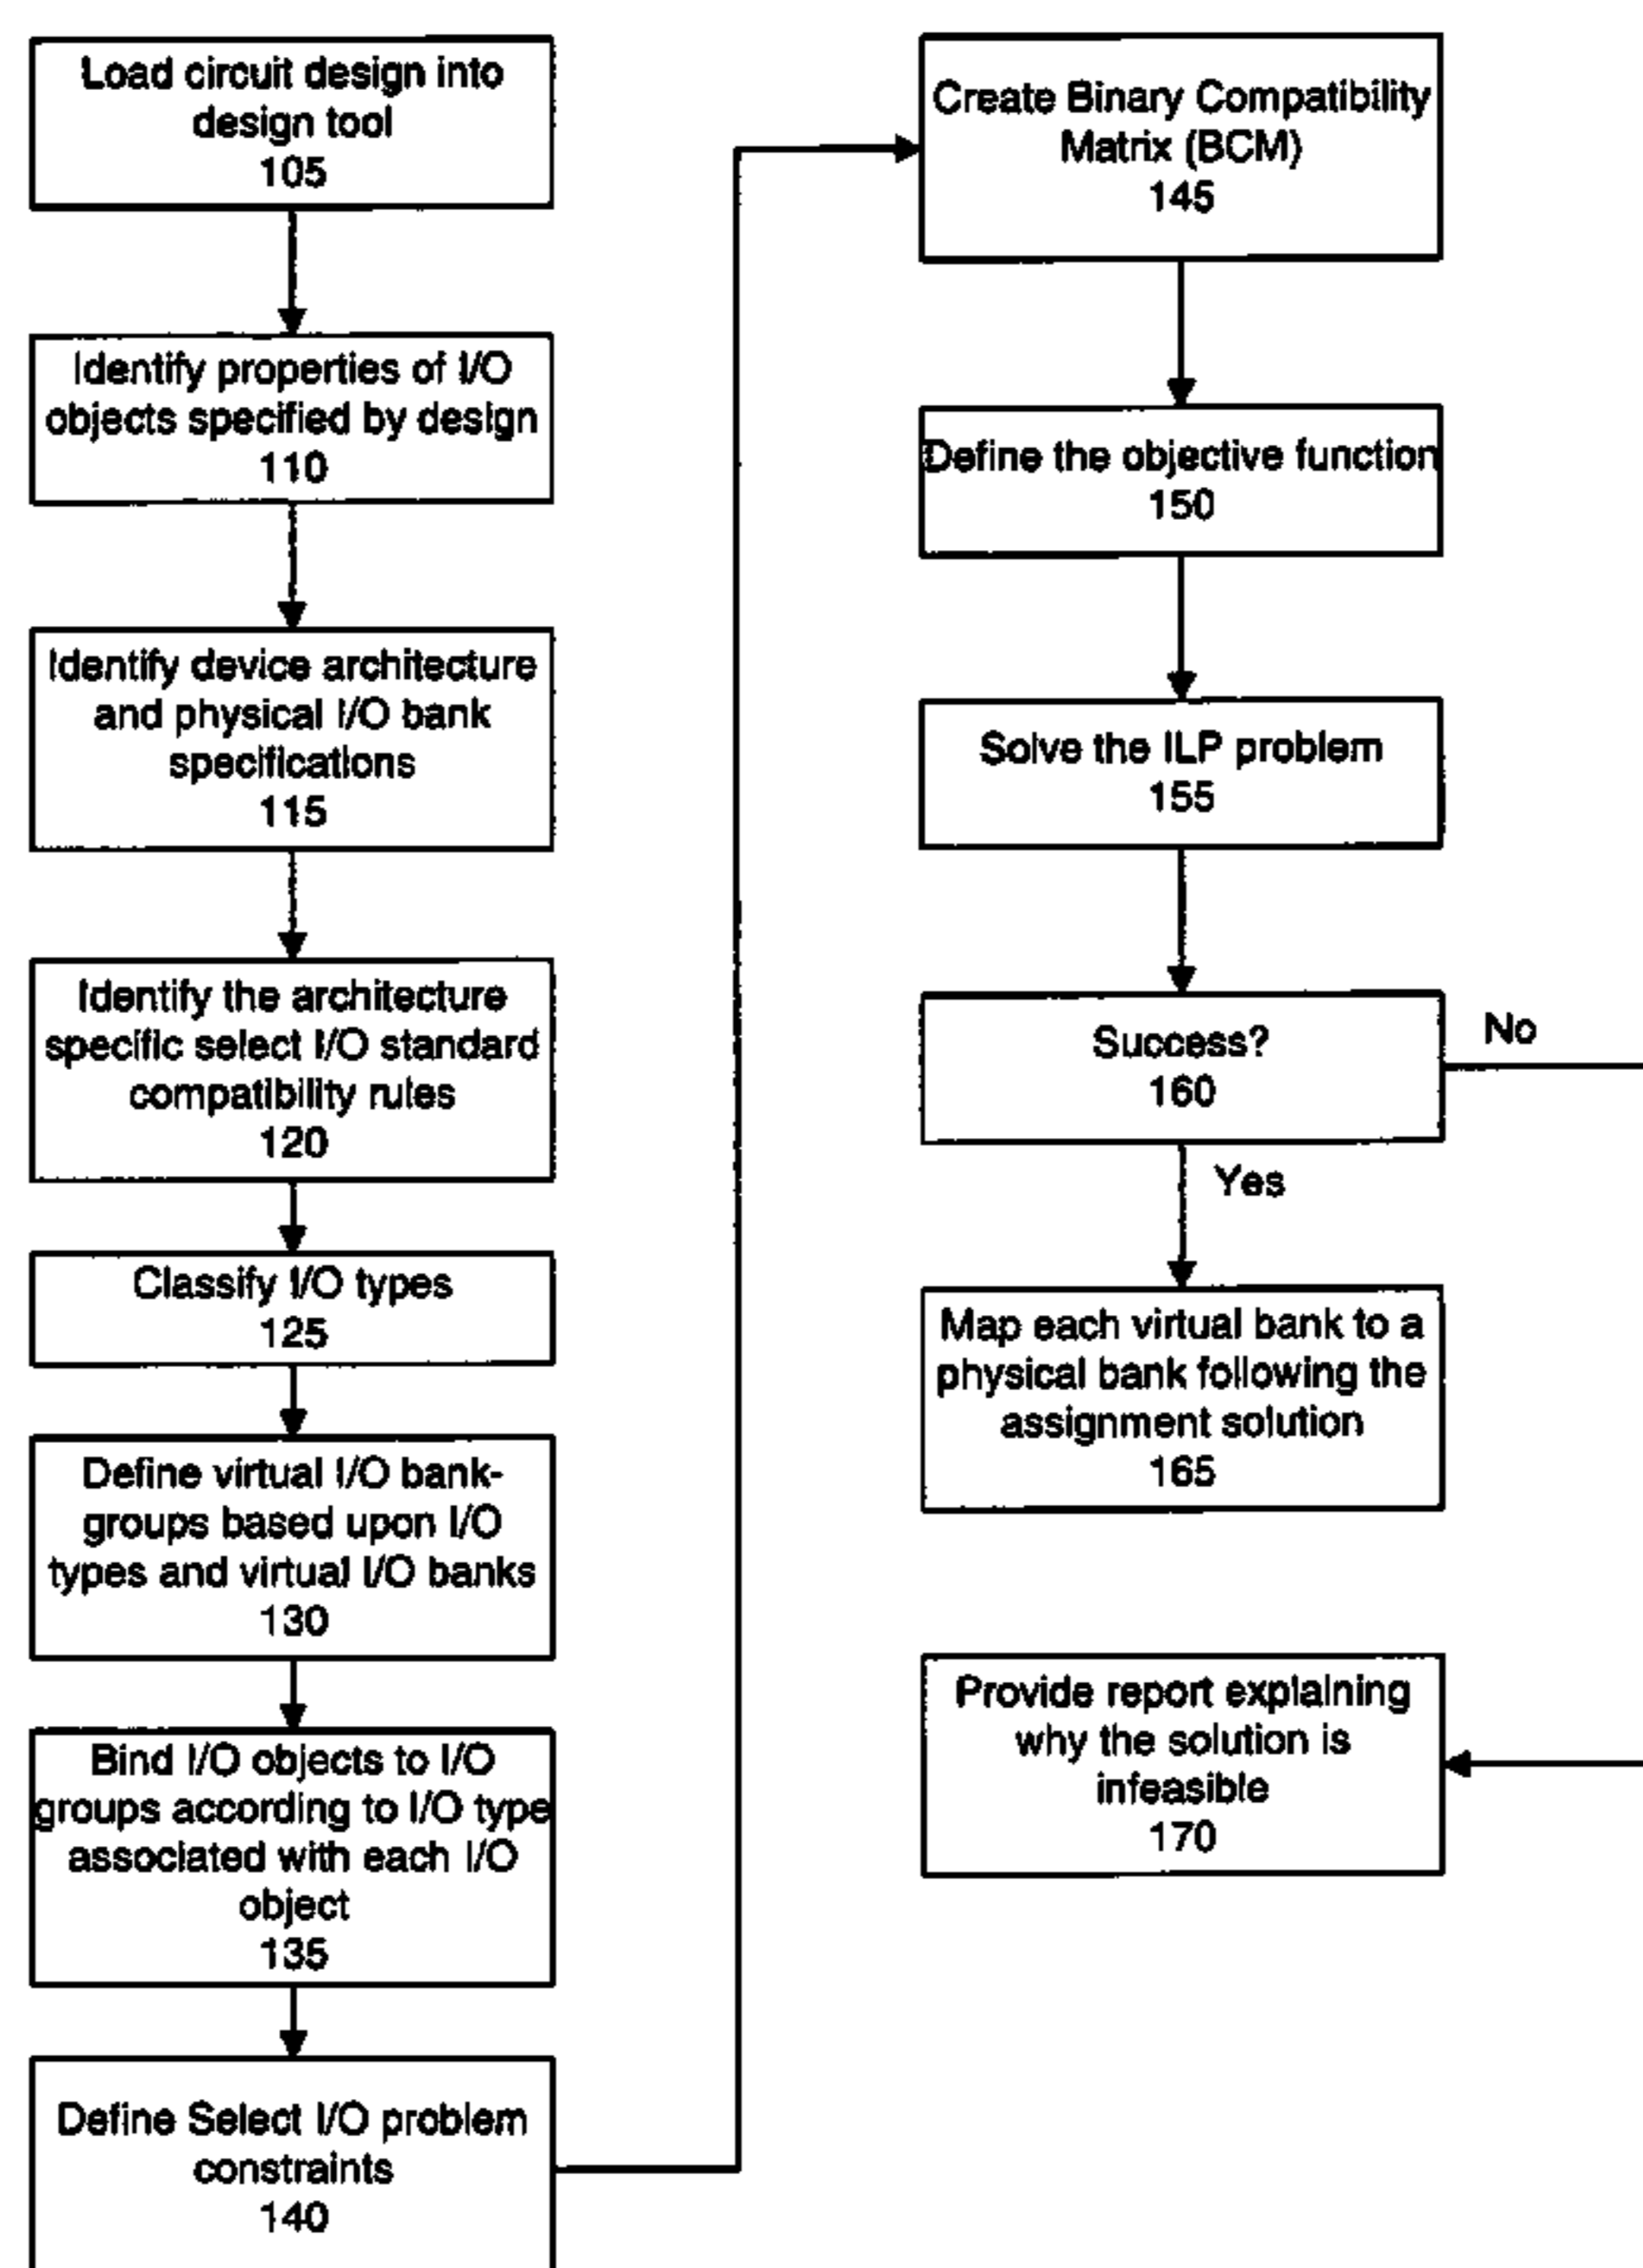 Load circuit design into
design tool
105
Identify properties of I/O
objects specified by design
110
Identify device architecture
and physical I/O bank
specifications
115
Identify the architecture
specific select I/O standard
compatibility rules
120
Classify I/O types
125
Define virtual I/O bank-
groups based upon I/O
types and virtual I/O banks
130
Bind I/O objects to I/O
groups according to I/O type
associated with each I/O
object
135
Define Select I/O problem
constraints
140
Create Binary Compatibility
Matrix (BCM)
145
Define the objective function
150
Solve the ILP problem
155
Success?
160
No
Yes
Map each virtual bank to a
physical bank following the
assignment solution
165
Provide report explaining
why the solution is
infeasible
170